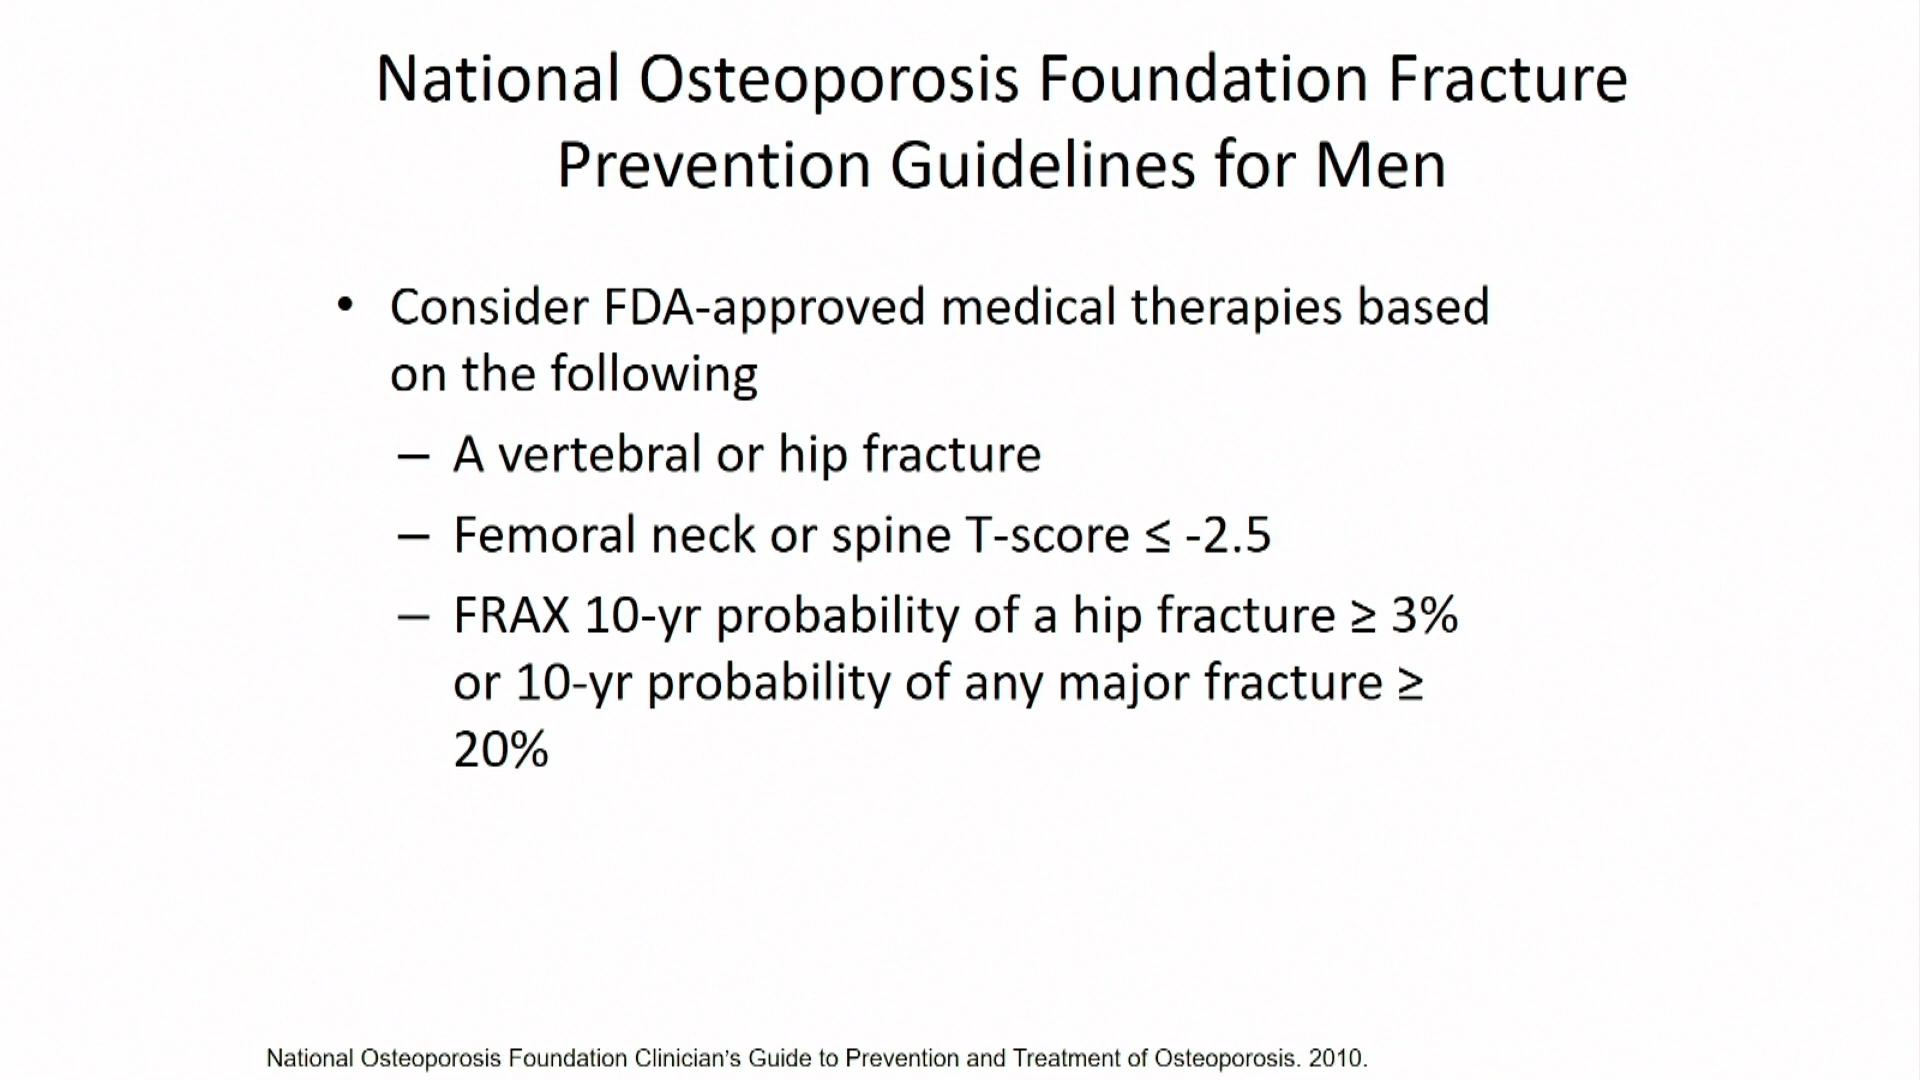 National Osteoporosis Foundation Fracture
Prevention Guidelines for Men
• Consider FDA-approved medical therapies based
on the following
– A vertebral or hip fracture
– Femoral neck or spine T-score ≤ -2.5
– FRAX 10-yr probability of a hip fracture ≥ 3%
or 10-yr probability of any major fracture ≥
20%
National Osteoporosis Foundation Clinician's Guide to Prevention and Treatment of Osteoporosis. 2010.